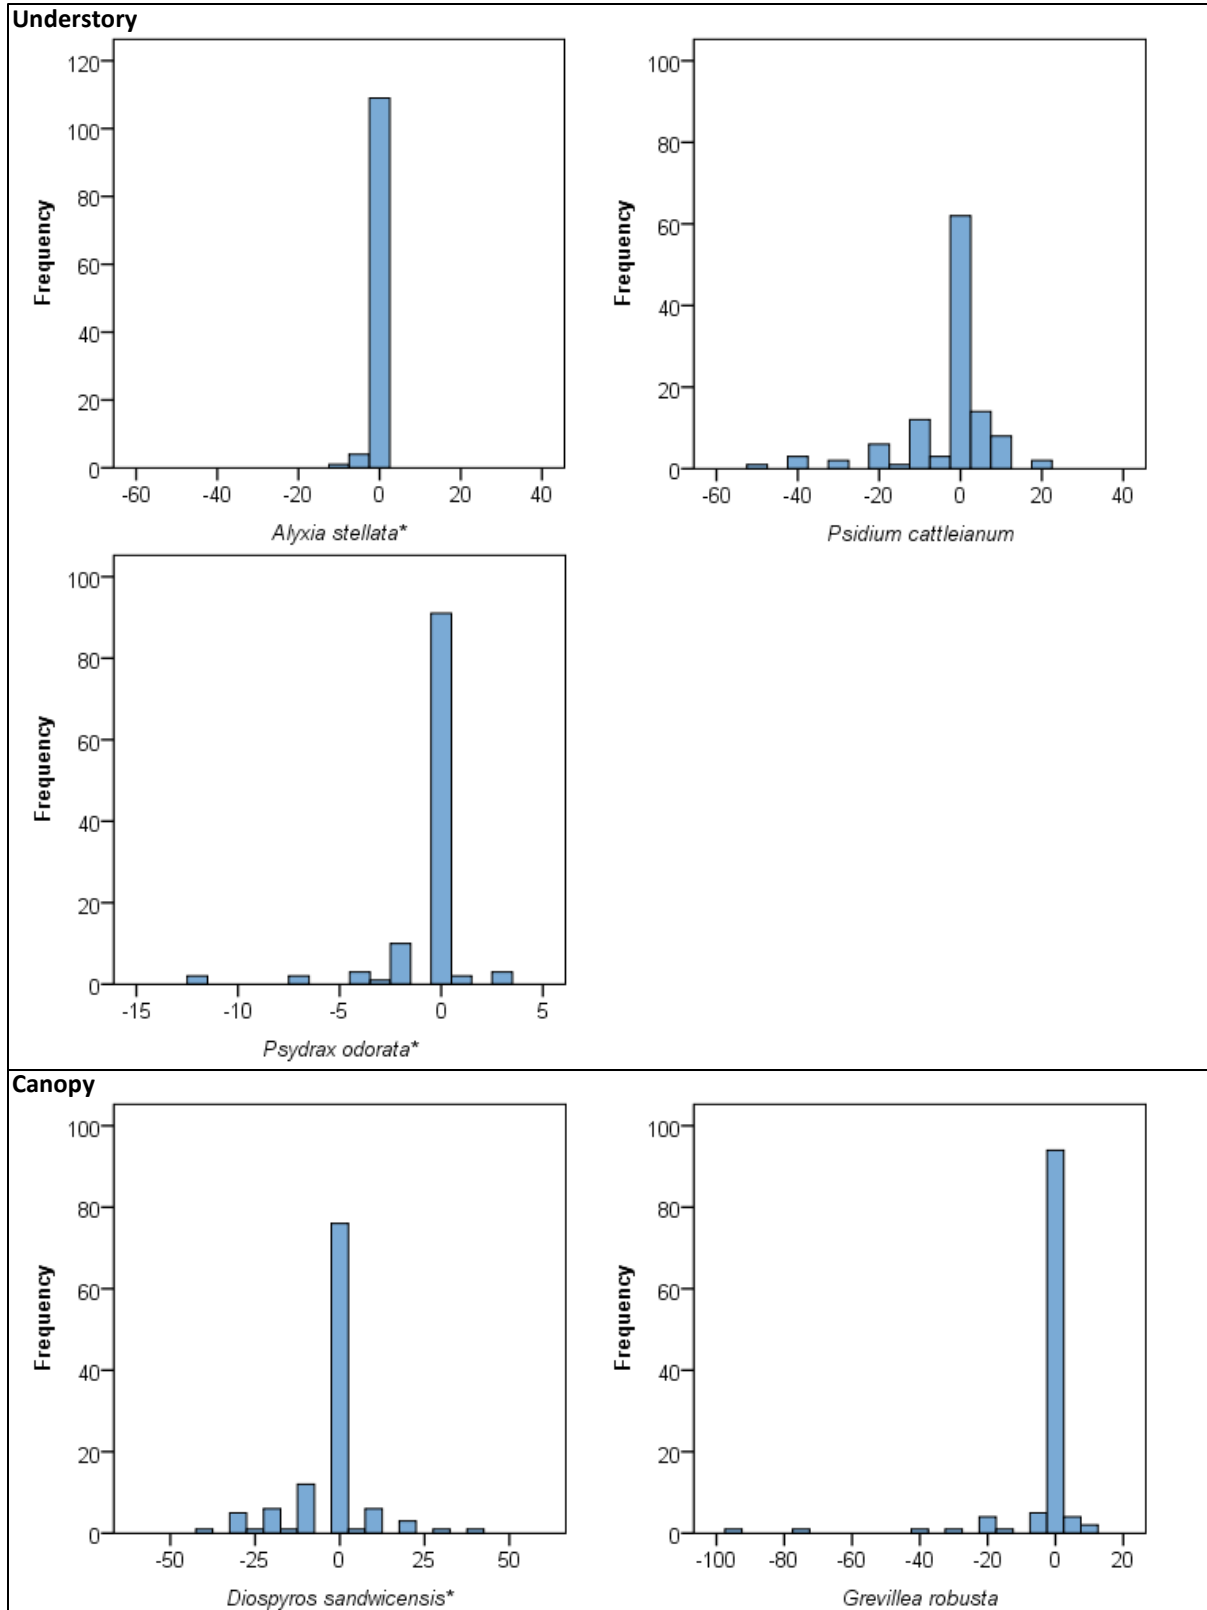 Understory
120
100
80
60
40
20
0
Frequency
-60 -40 -20 0 20 40
Alyxia stellata*
100
80
60
40
20
0
Frequency
-60 -40 -20 0 20 40
Psidium cattleianum
100
80
60
40
20
0
Frequency
-15 -10 -5 0 5
Psydrax odorata*
Canopy
100
80
60
40
20
0
Frequency
-50 -25 0 25 50
Diospyros sandwicensis*
100
80
60
40
20
0
Frequency
-100 -80 -60 -40 -20 0 20
Grevillea robusta